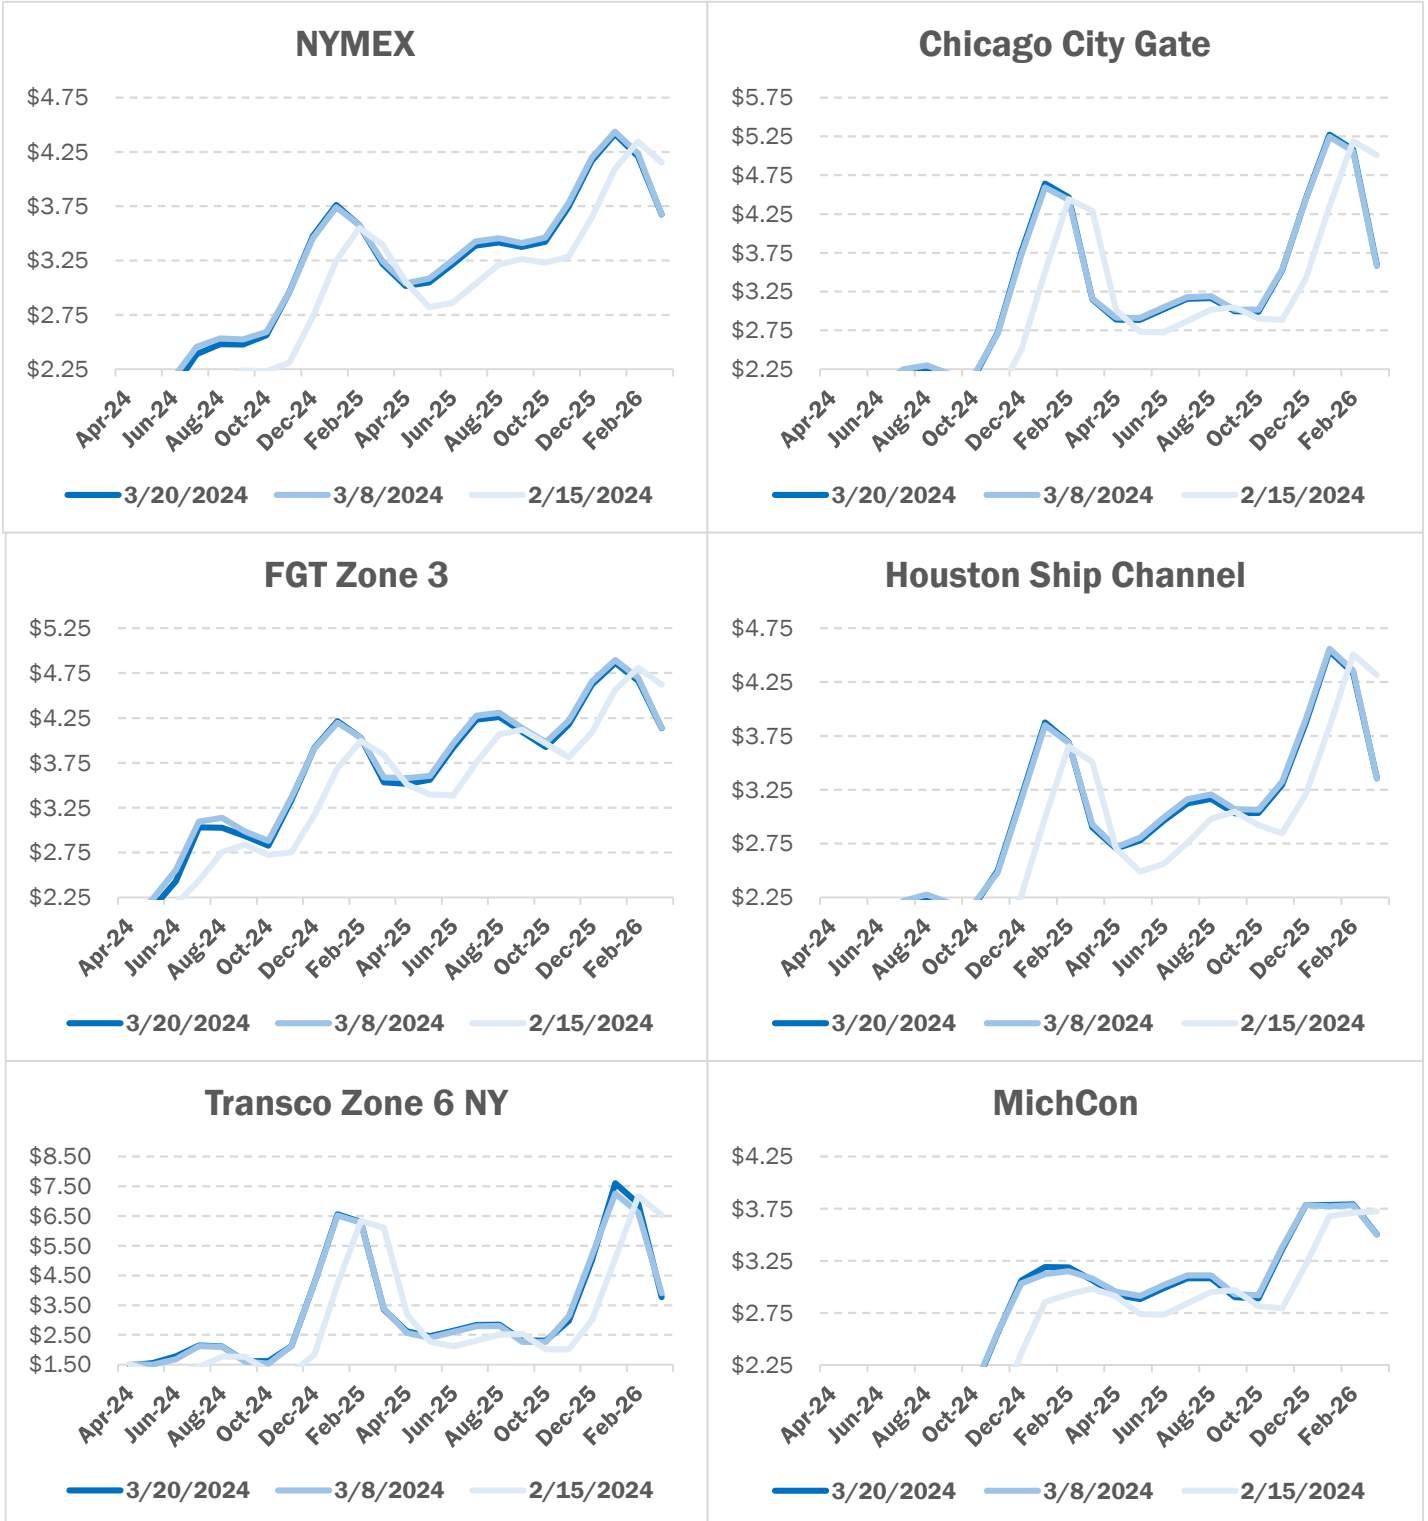 NYMEX
$4.75
$4.25
$3.75
$3.25
$2.75
$2.25
Apr-24 Jun-24 Aug-24 Oct-24 Dec-24 Feb-25 Apr-25 Jun-25 Aug-25 Oct-25 Dec-25 Feb-26
3/20/2024 3/8/2024 2/15/2024
Chicago City Gate
$5.75
$5.25
$4.75
$4.25
$3.75
$3.25
$2.75
$2.25
Apr-24 Jun-24 Aug-24 Oct-24 Dec-24 Feb-25 Apr-25 Jun-25 Aug-25 Oct-25 Dec-25 Feb-26
3/20/2024 3/8/2024 2/15/2024
FGT Zone 3
$5.25
$4.75
$4.25
$3.75
$3.25
$2.75
$2.25
Apr-24 Jun-24 Aug-24 Oct-24 Dec-24 Feb-25 Apr-25 Jun-25 Aug-25 Oct-25 Dec-25 Feb-26
3/20/2024 3/8/2024 2/15/2024
Houston Ship Channel
$4.75
$4.25
$3.75
$3.25
$2.75
$2.25
Apr-24 Jun-24 Aug-24 Oct-24 Dec-24 Feb-25 Apr-25 Jun-25 Aug-25 Oct-25 Dec-25 Feb-26
3/20/2024 3/8/2024 2/15/2024
Transco Zone 6 NY
$8.50
$7.50
$6.50
$5.50
$4.50
$3.50
$2.50
$1.50
Apr-24 Jun-24 Aug-24 Oct-24 Dec-24 Feb-25 Apr-25 Jun-25 Aug-25 Oct-25 Dec-25 Feb-26
3/20/2024 3/8/2024 2/15/2024
MichCon
$4.25
$3.75
$3.25
$2.75
$2.25
Apr-24 Jun-24 Aug-24 Oct-24 Dec-24 Feb-25 Apr-25 Jun-25 Aug-25 Oct-25 Dec-25 Feb-26
3/20/2024 3/8/2024 2/15/2024